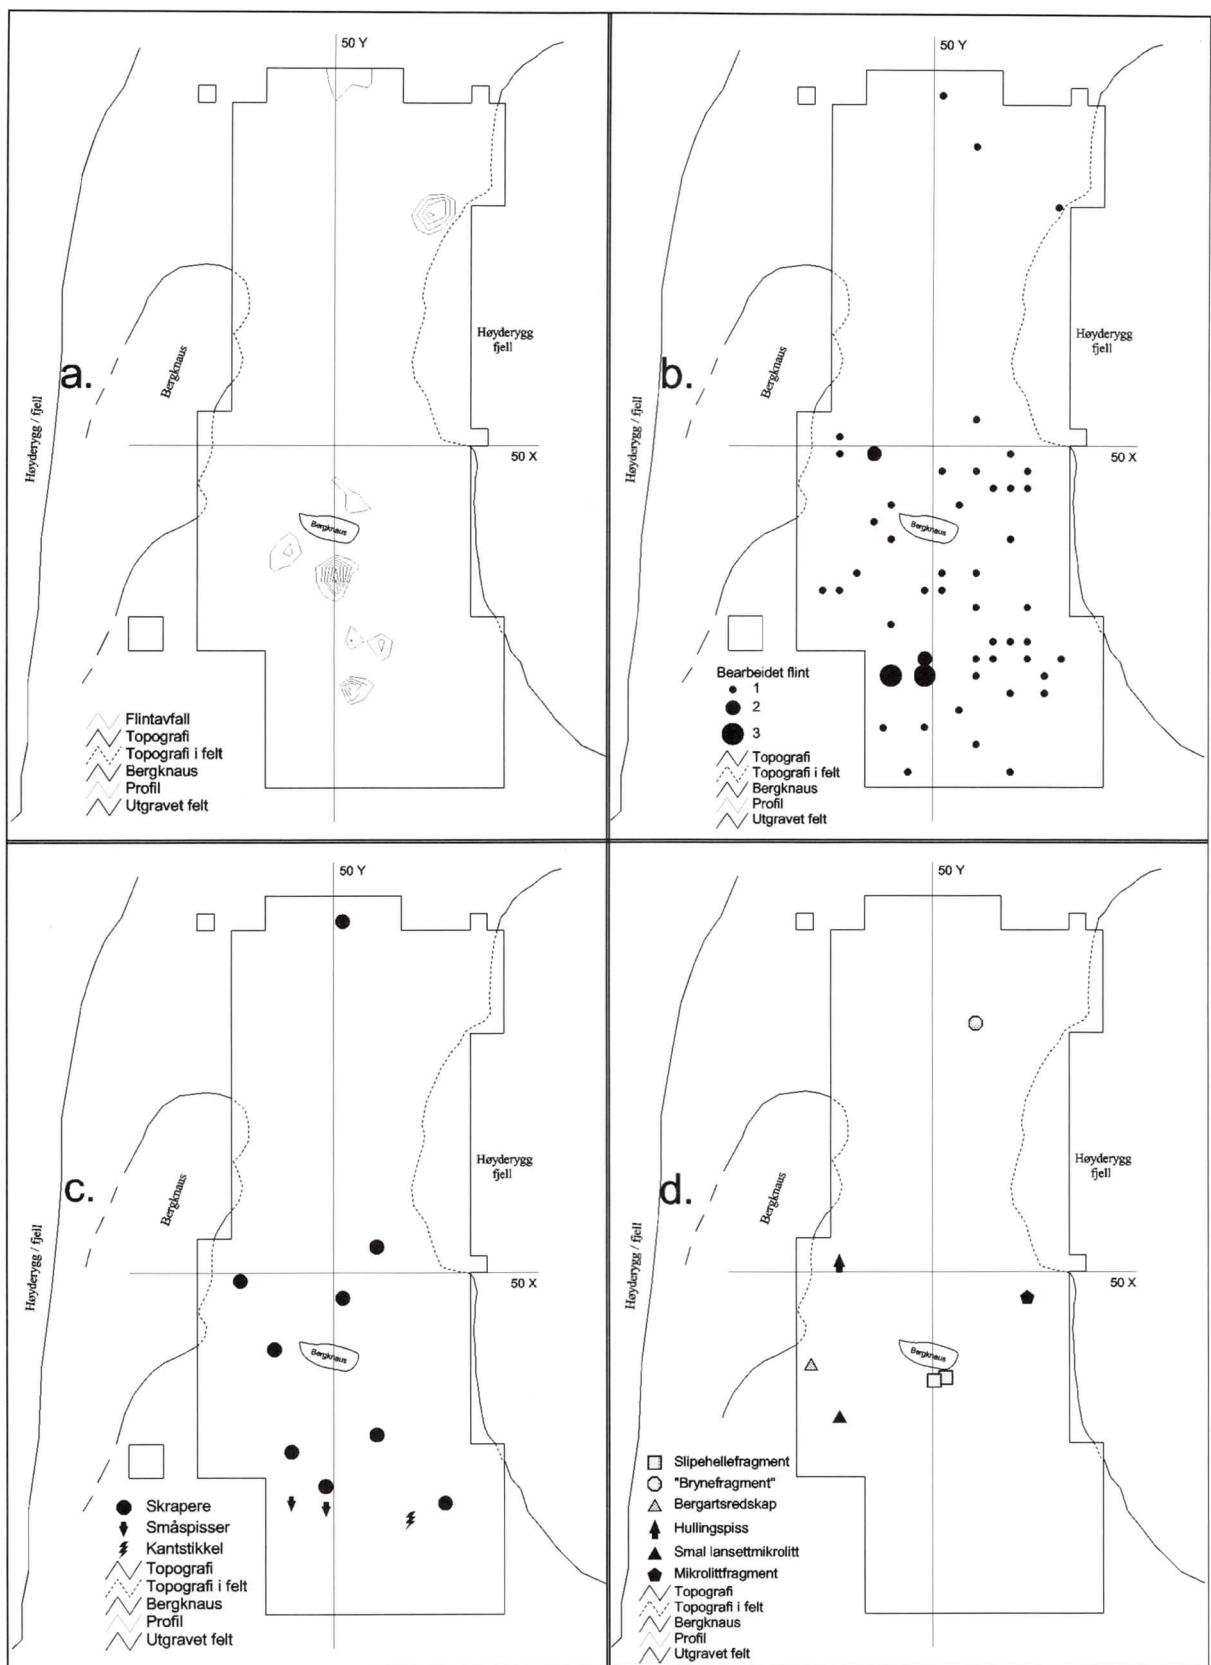 50 Y
a.
Høyderygg / fjell
Bergknaus
Høyderygg
fjell
50 X
Bergknaus
Flintavfall
Topografi
Topografi i felt
Bergknaus
Profil
Utgravet felt
50 Y
b.
Høyderygg / fjell
Bergknaus
Høyderygg
fjell
50 X
Bergknaus
Bearbeidet flint
1
2
3
Topografi
Topografi i felt
Bergknaus
Profil
Utgravet felt
50 Y
c.
Høyderygg / fjell
Bergknaus
Høyderygg
fjell
50 X
Bergknaus
Skrapere
Småspisser
Kantstikkel
Topografi
Topografi i felt
Bergknaus
Profil
Utgravet felt
50 Y
d.
Høyderygg / fjell
Bergknaus
Høyderygg
fjell
50 X
Bergknaus
Slipehellefragment
"Brynefragment"
Bergartsredskap
Hullingspiss
Smal lansettmikrolitt
Mikrolittfragment
Topografi
Topografi i felt
Bergknaus
Profil
Utgravet felt